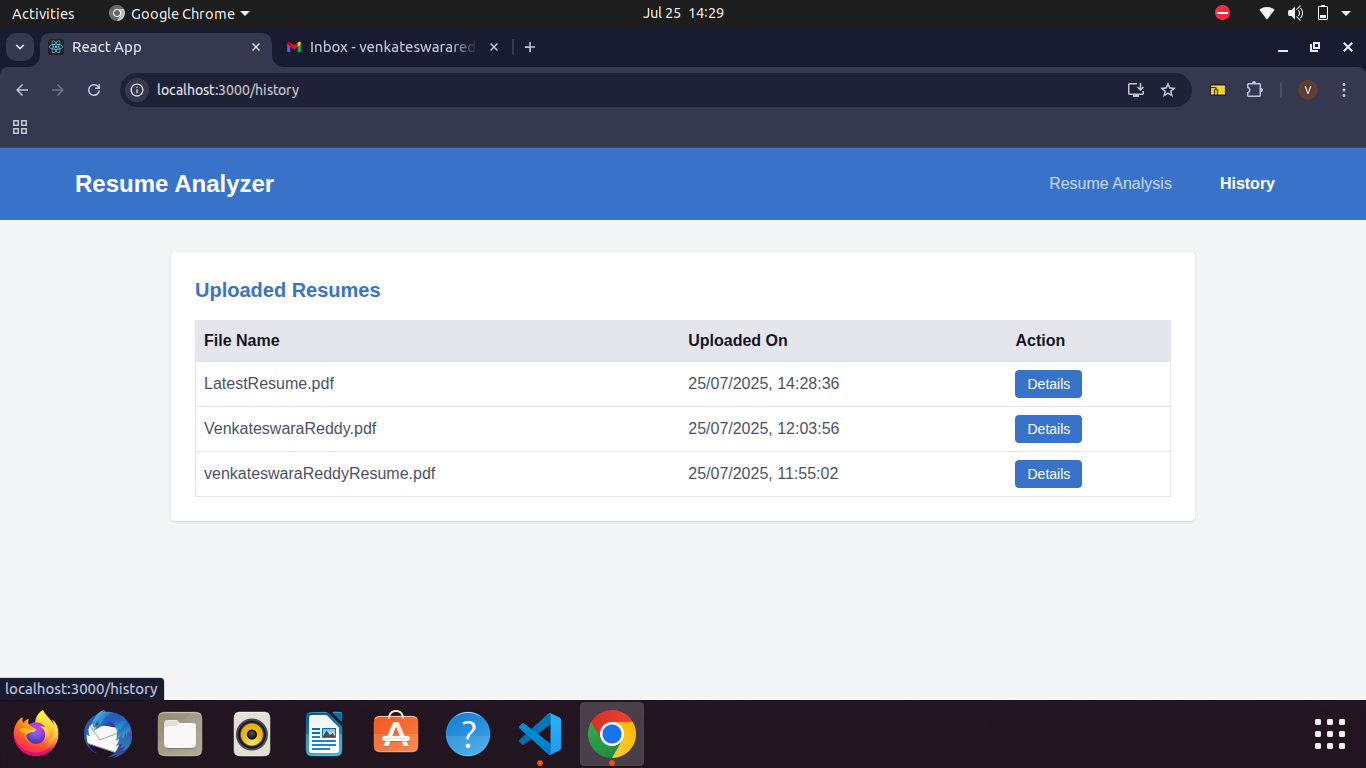 Activities Google Chrome Jul 25 14:29
React App Inbox - venkateswarared
localhost:3000/history V
Resume Analyzer Resume Analysis History
Uploaded Resumes
File Name Uploaded On Action
LatestResume.pdf 25/07/2025, 14:28:36 Details
VenkateswaraReddy.pdf 25/07/2025, 12:03:56 Details
venkateswaraReddyResume.pdf 25/07/2025, 11:55:02 Details
localhost:3000/history